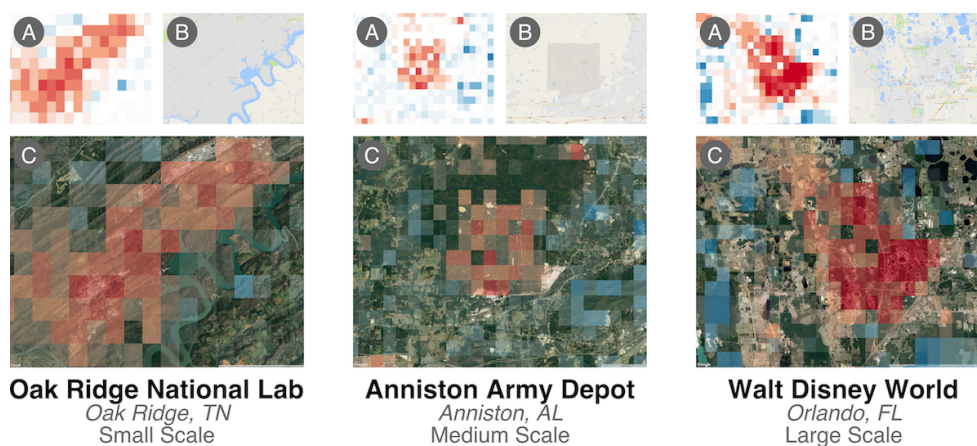 A
B
A
B
A
B
C
C
C
Oak Ridge National Lab
Anniston Army Depot
Walt Disney World
Oak Ridge, TN
Anniston, AL
Orlando, FL
Small Scale
Medium Scale
Large Scale